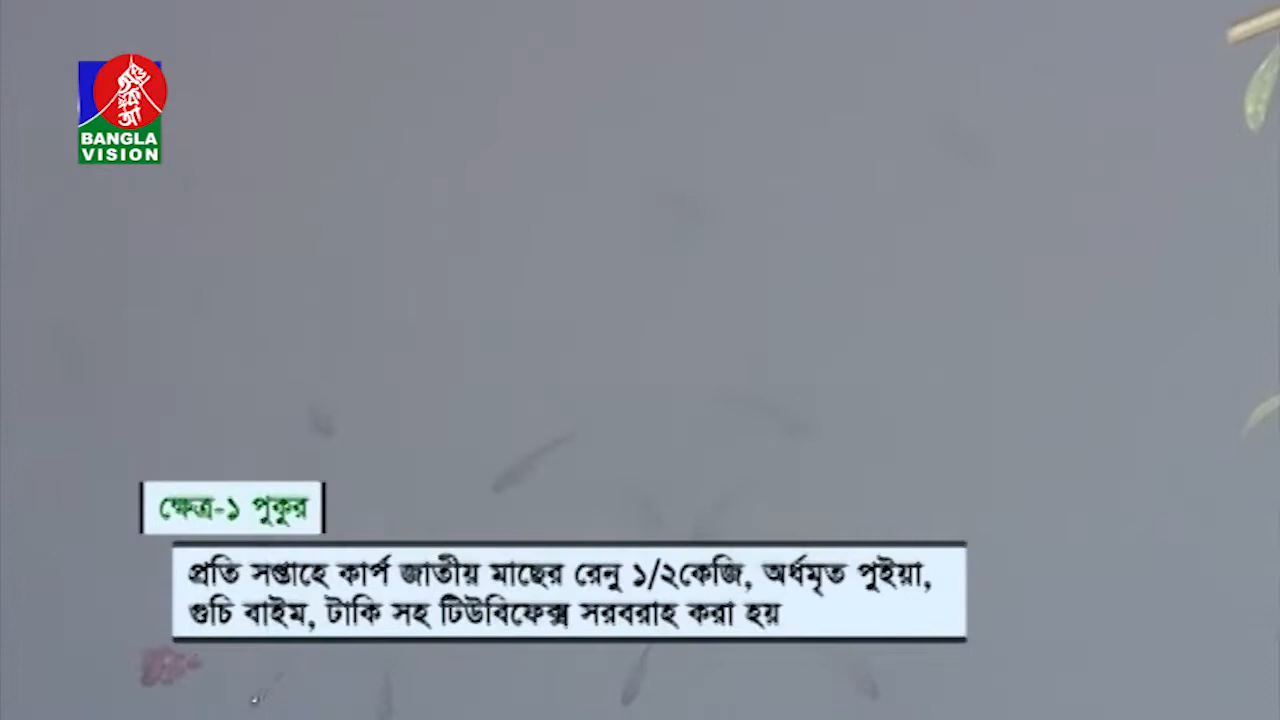 BANGLA
VISION
ক্ষেত্র-১ পুকুর
প্রতি সপ্তাহে কার্প জাতীয় মাছের রেনু ১/২কেজি, অর্ধমৃত পুইয়া,
গুচি বাইম, টাকি সহ টিউবিফেক্স সরবরাহ করা হয়